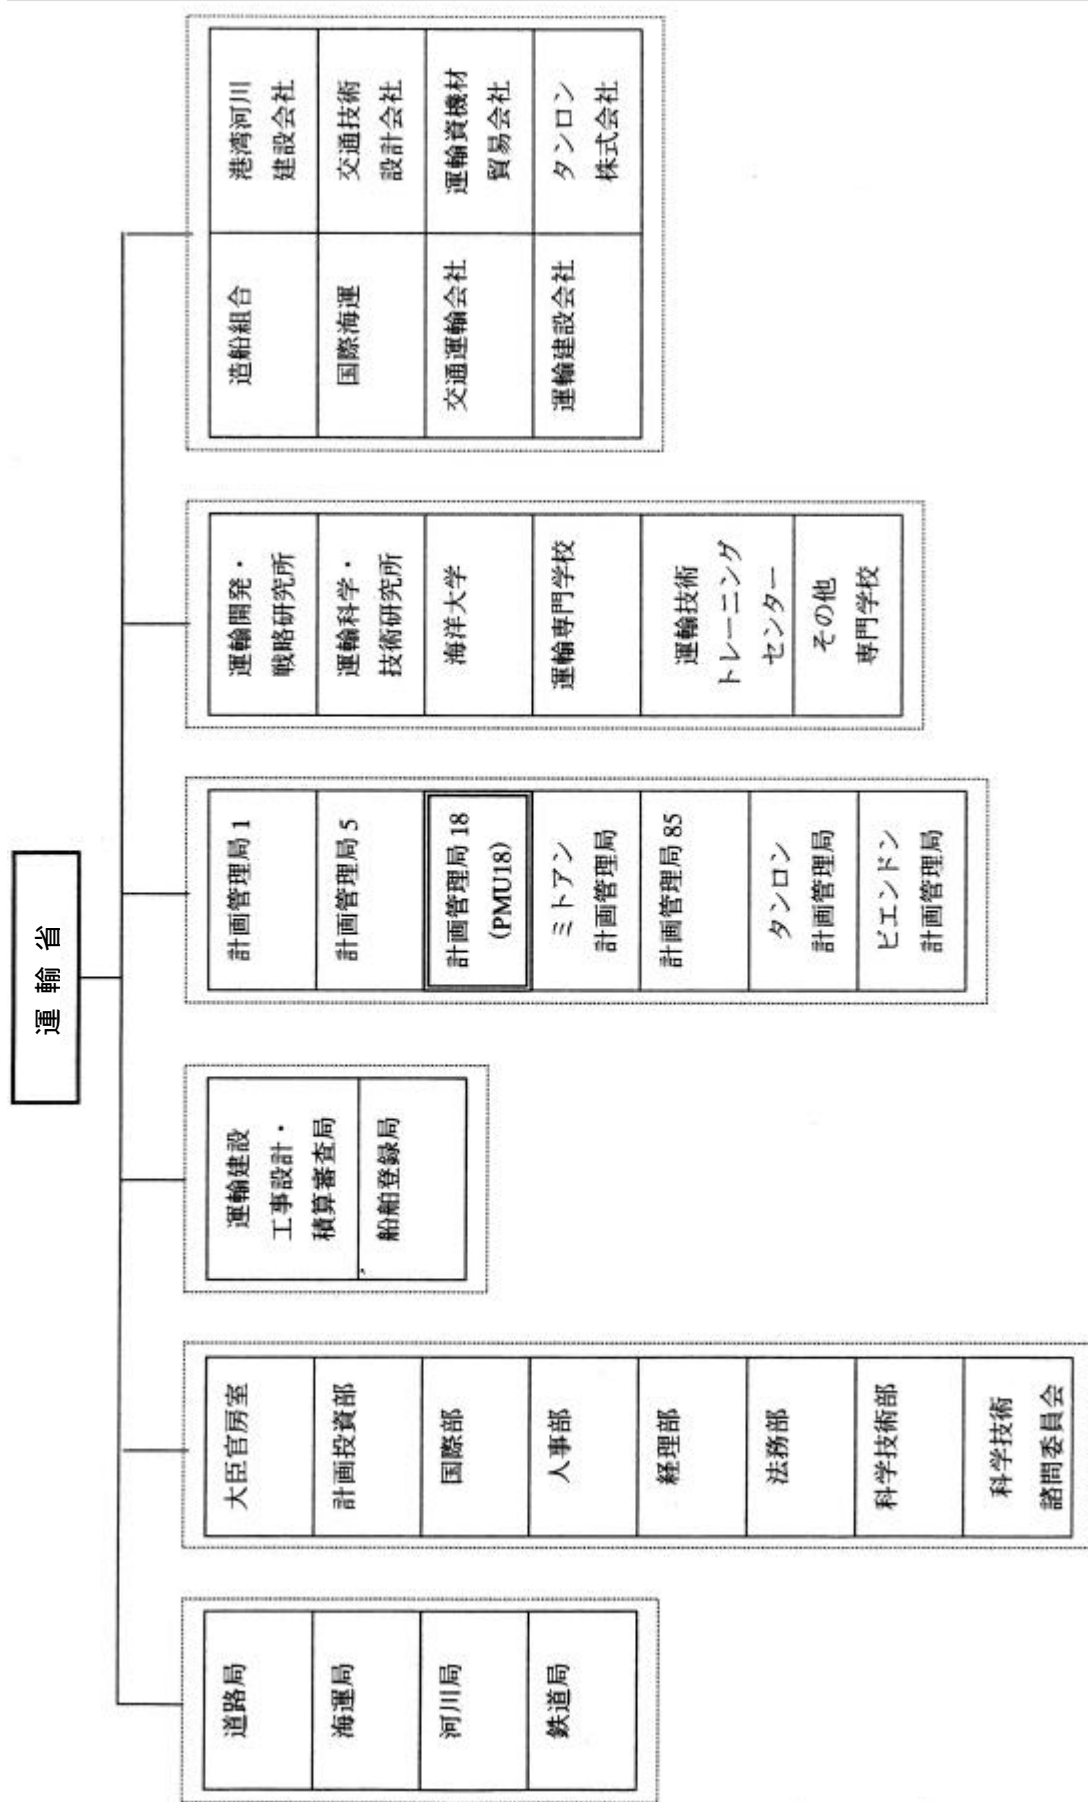 運輸省
道路局
海運局
河川局
鉄道局
大臣官房室
計画投資部
国際部
人事部
経理部
法務部
科学技術部
科学技術
諮問委員会
運輸建設
工事設計・
積算審査局
船舶登録局
計画管理局 1
計画管理局 5
計画管理局 18
(PMU18)
ミトアン
計画管理局
計画管理局 85
タンロン
計画管理局
ビエンドン
計画管理局
運輸開発・
戦略研究所
運輸科学・
技術研究所
海洋大学
運輸専門学校
運輸技術
トレーニング
センター
その他
専門学校
造船組合
港湾河川
建設会社
国際海運
交通技術
設計会社
交通運輸会社
運輸資機材
貿易会社
運輸建設会社
タンロン
株式会社